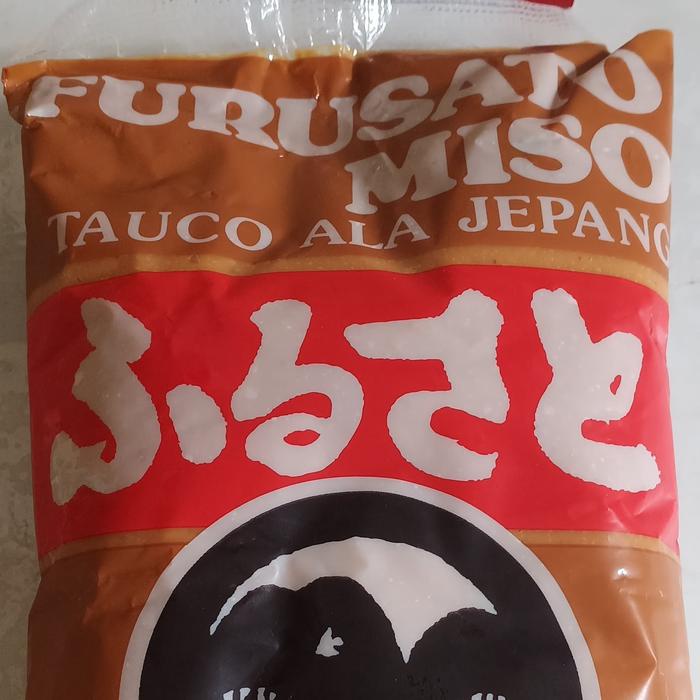 FURUSATO
MISO
TAUCO ALA JEPANG
ふるさと